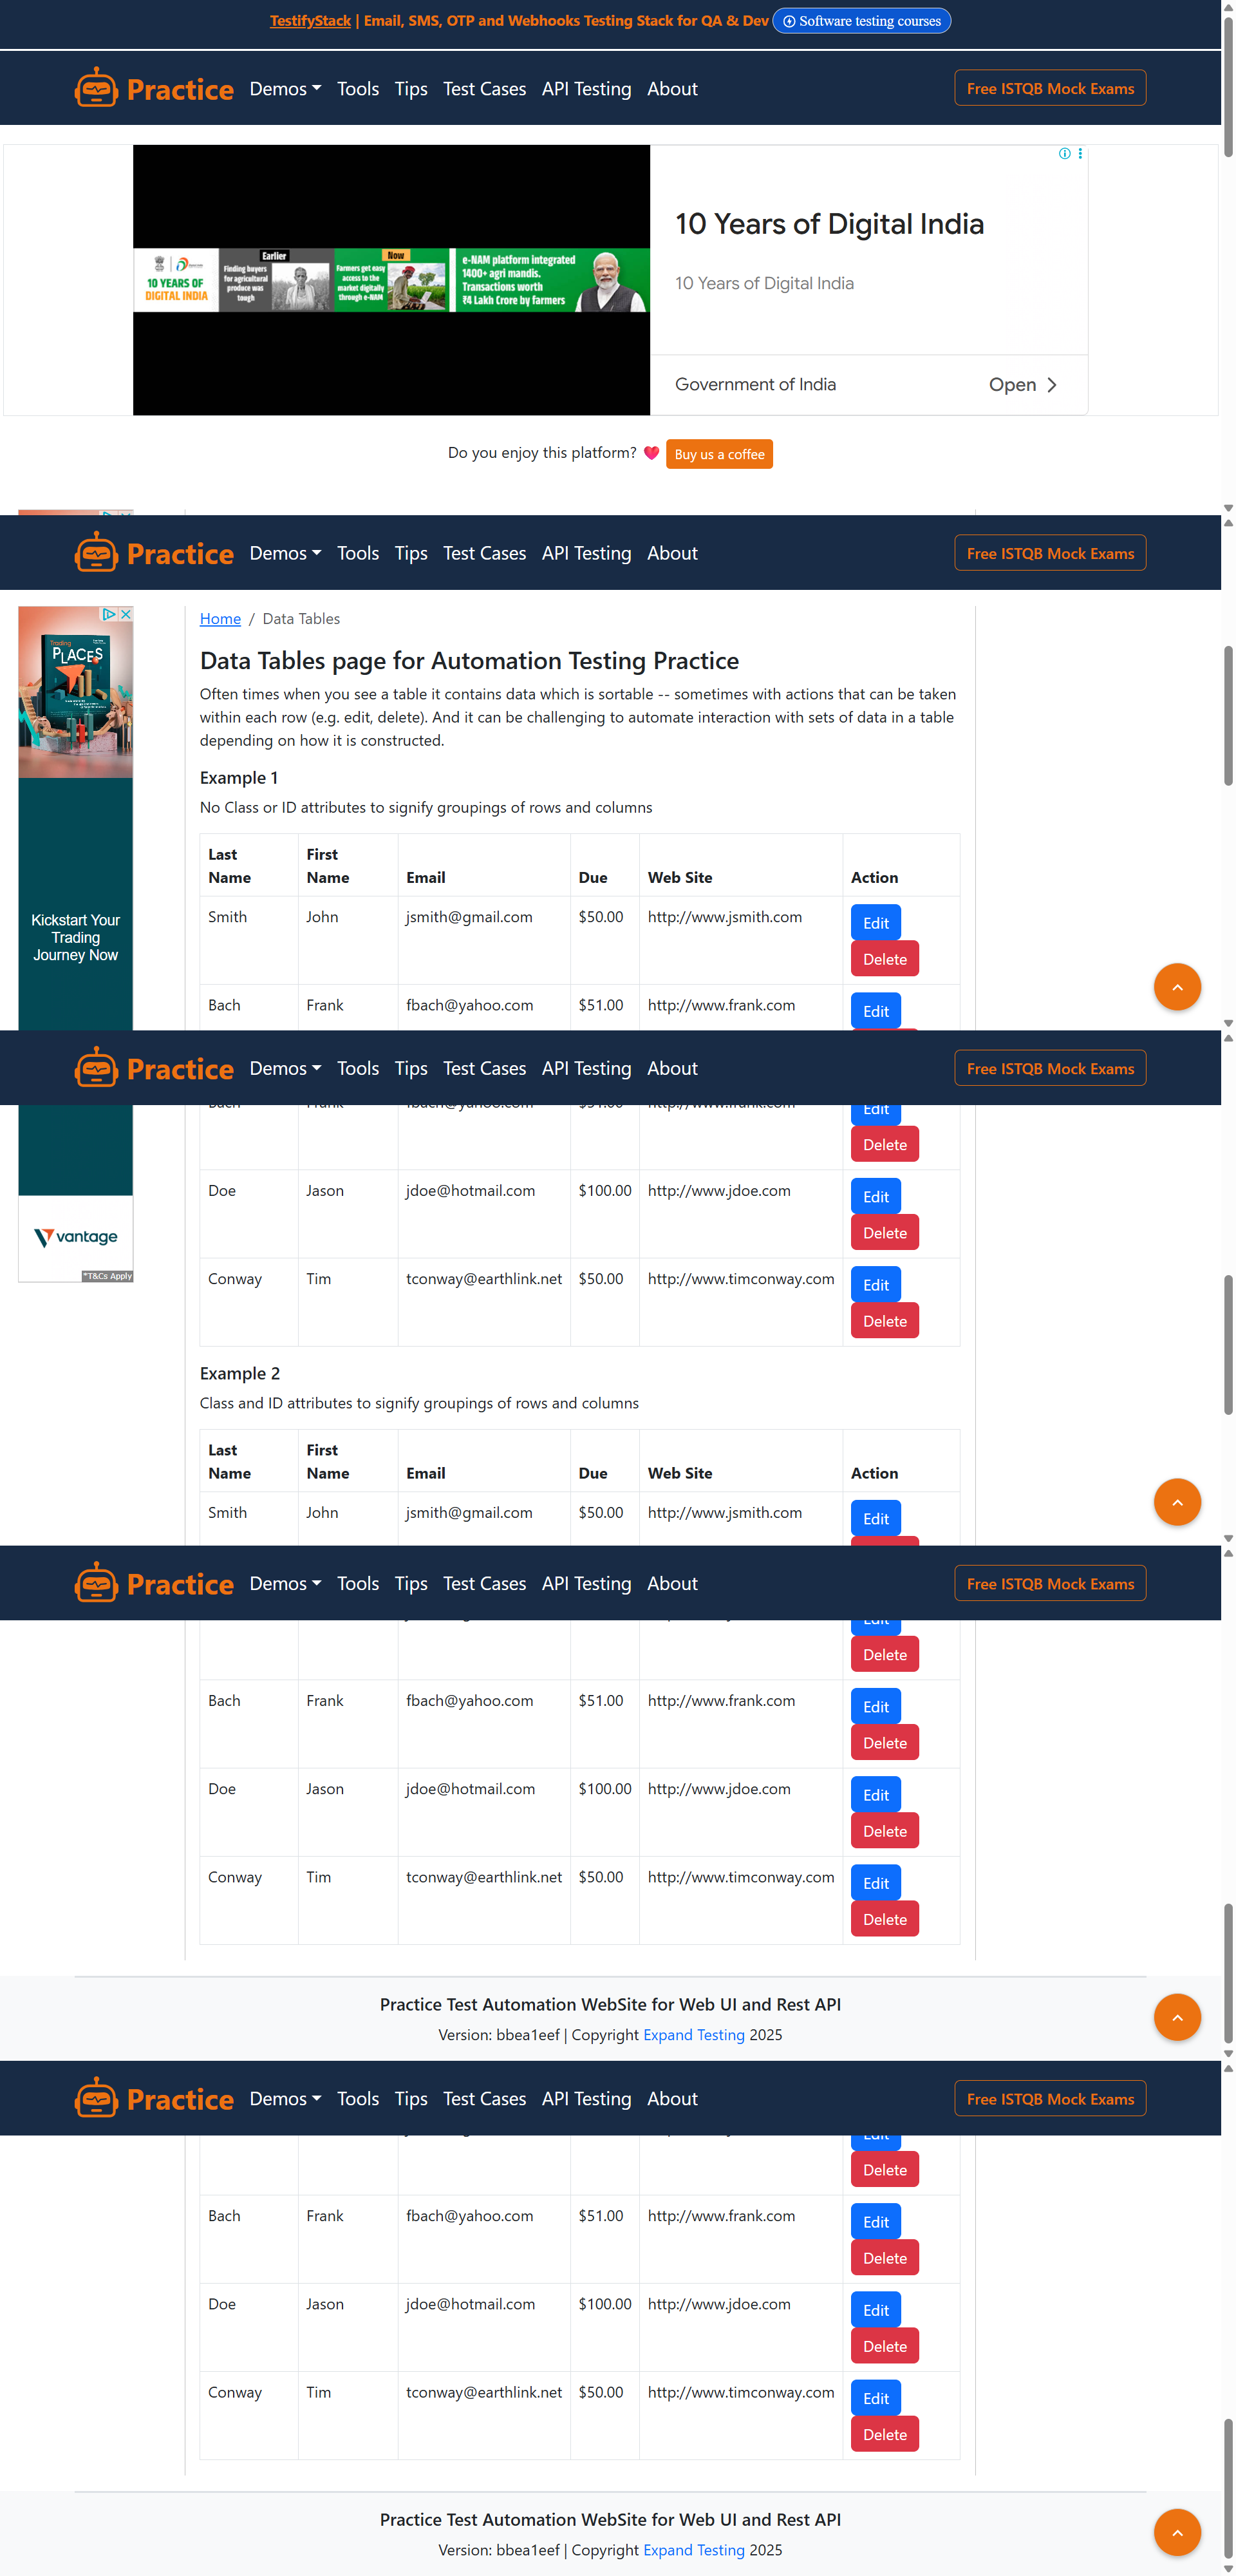 TestifyStack | Email, SMS, OTP and Webhooks Testing Stack for QA & Dev Software testing courses
Practice Demos Tools Tips Test Cases API Testing About Free ISTQB Mock Exams
10 YEARS OF
DIGITAL INDIA
Earlier
Finding buyers
for agricultural
produce was
tough
Now
Farmers get easy
access to the
market digitally
through e-NAM
e-NAM platform integrated
1400+ agri mandis.
Transactions worth
₹4 Lakh Crore by farmers
10 Years of Digital India
10 Years of Digital India
Government of India Open
Do you enjoy this platform? Buy us a coffee
Practice Demos Tools Tips Test Cases API Testing About Free ISTQB Mock Exams
Trading
PLACES
Kickstart Your
Trading
Journey Now
Home / Data Tables
Data Tables page for Automation Testing Practice
Often times when you see a table it contains data which is sortable -- sometimes with actions that can be taken
within each row (e.g. edit, delete). And it can be challenging to automate interaction with sets of data in a table
depending on how it is constructed.
Example 1
No Class or ID attributes to signify groupings of rows and columns
Last Name First Name Email Due Web Site Action
Smith John jsmith@gmail.com $50.00 http://www.jsmith.com Edit
Delete
Bach Frank fbach@yahoo.com $51.00 http://www.frank.com Edit
Practice Demos Tools Tips Test Cases API Testing About Free ISTQB Mock Exams
Bach Frank fbach@yahoo.com $51.00 http://www.frank.com Edit
Delete
Doe Jason jdoe@hotmail.com $100.00 http://www.jdoe.com Edit
Delete
Conway Tim tconway@earthlink.net $50.00 http://www.timconway.com Edit
Delete
vantage
*T&Cs Apply
Example 2
Class and ID attributes to signify groupings of rows and columns
Last Name First Name Email Due Web Site Action
Smith John jsmith@gmail.com $50.00 http://www.jsmith.com Edit
Practice Demos Tools Tips Test Cases API Testing About Free ISTQB Mock Exams
Edit
Delete
Bach Frank fbach@yahoo.com $51.00 http://www.frank.com Edit
Delete
Doe Jason jdoe@hotmail.com $100.00 http://www.jdoe.com Edit
Delete
Conway Tim tconway@earthlink.net $50.00 http://www.timconway.com Edit
Delete
Practice Test Automation WebSite for Web UI and Rest API
Version: bbea1eef | Copyright Expand Testing 2025
Practice Demos Tools Tips Test Cases API Testing About Free ISTQB Mock Exams
Edit
Delete
Bach Frank fbach@yahoo.com $51.00 http://www.frank.com Edit
Delete
Doe Jason jdoe@hotmail.com $100.00 http://www.jdoe.com Edit
Delete
Conway Tim tconway@earthlink.net $50.00 http://www.timconway.com Edit
Delete
Practice Test Automation WebSite for Web UI and Rest API
Version: bbea1eef | Copyright Expand Testing 2025